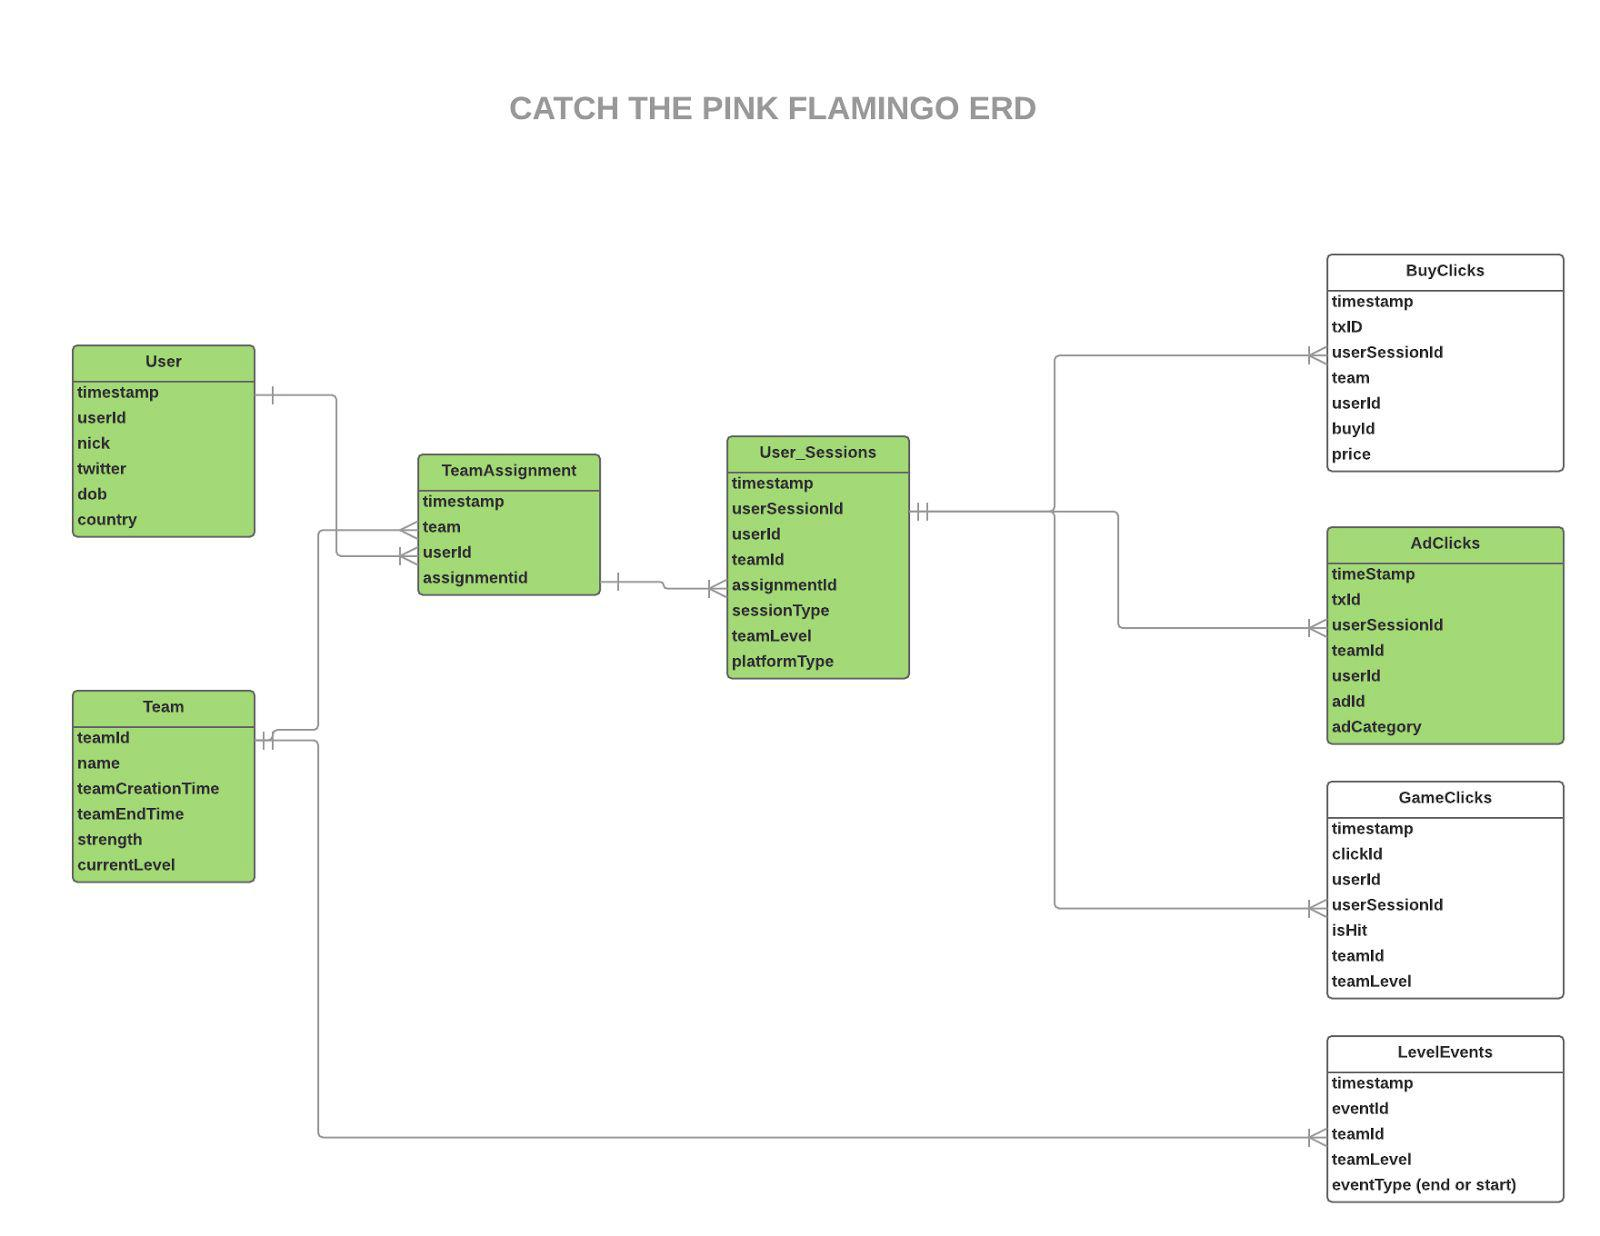 CATCH THE PINK FLAMINGO ERD
User
timestamp
userId
nick
twitter
dob
country
Team
teamId
name
teamCreationTime
teamEndTime
strength
currentLevel
TeamAssignment
timestamp
team
userId
assignmentid
User_Sessions
timestamp
userSessionId
userId
teamId
assignmentId
sessionType
teamLevel
platformType
BuyClicks
timestamp
txID
userSessionId
team
userId
buyId
price
AdClicks
timeStamp
txId
userSessionId
teamId
userId
adId
adCategory
GameClicks
timestamp
clickId
userId
userSessionId
isHit
teamId
teamLevel
LevelEvents
timestamp
eventId
teamId
teamLevel
eventType (end or start)